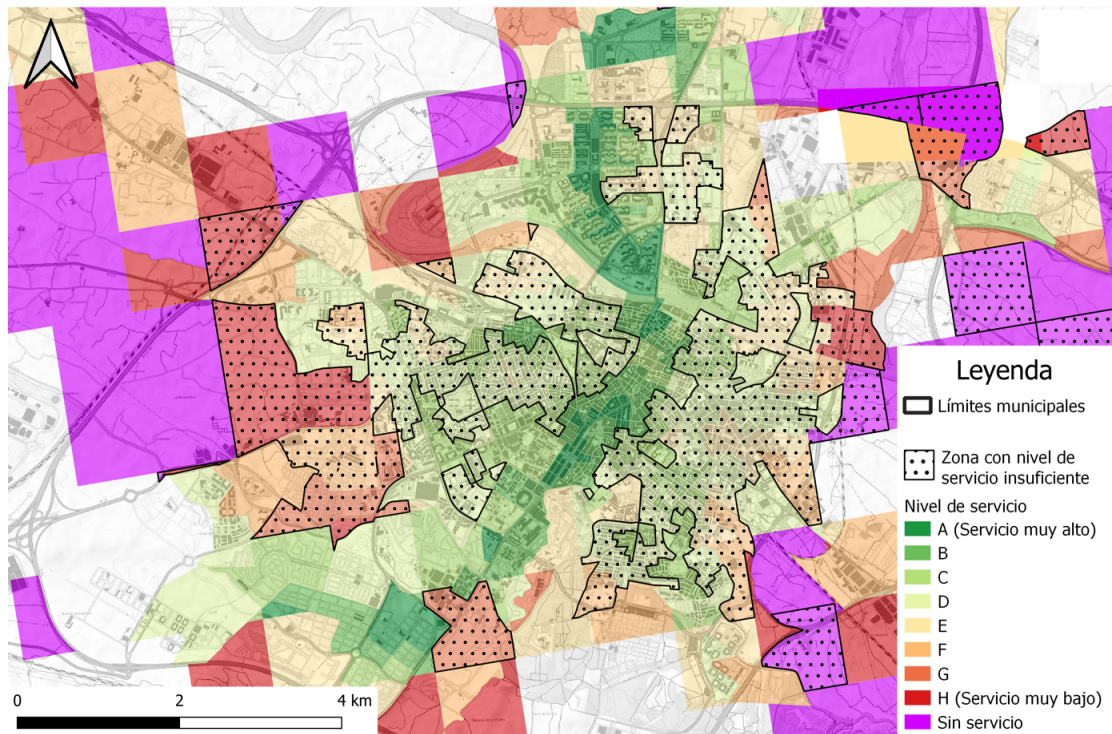 Leyenda
Límites municipales
Zona con nivel de
servicio insuficiente
Nivel de servicio
A (Servicio muy alto)
B
C
D
E
F
G
H (Servicio muy bajo)
Sin servicio
0
2
4 km